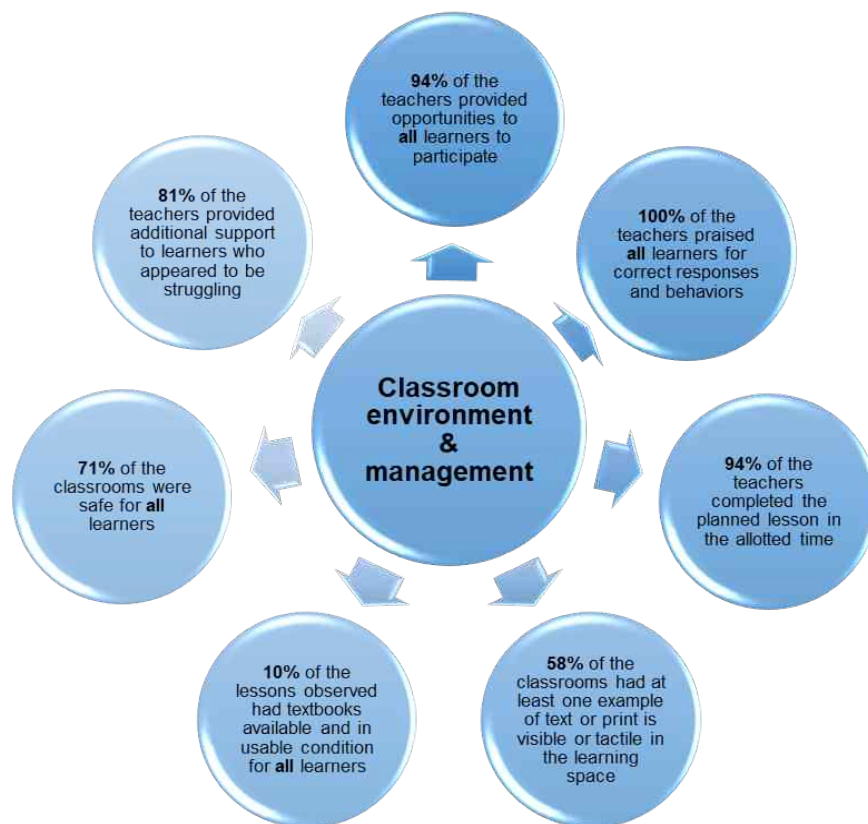 94% of the
teachers provided
opportunities to
all learners to
participate
100% of the
teachers praised
all learners for
correct responses
and behaviors
94% of the
teachers
completed the
planned lesson in
the allotted time
58% of the
classrooms had at
least one example
of text or print is
visible or tactile in
the learning
space
10% of the
lessons observed
had textbooks
available and in
usable condition
for all learners
71% of the
classrooms were
safe for all
learners
81% of the
teachers provided
additional support
to learners who
appeared to be
struggling
Classroom
environment
&
management